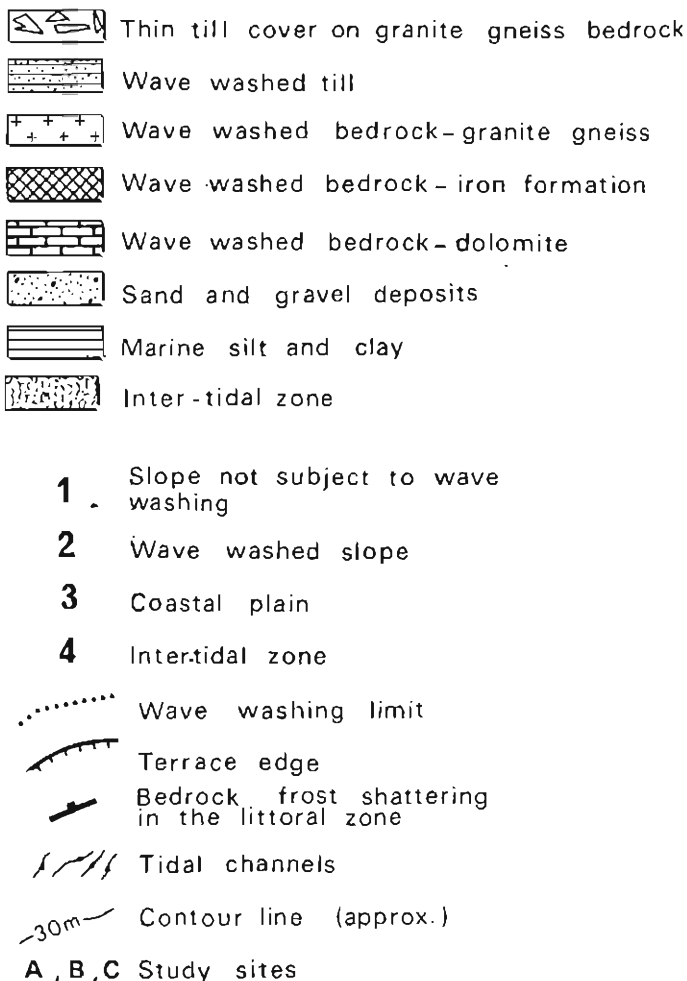 Thin till cover on granite gneiss bedrock
Wave washed till
Wave washed bedrock – granite gneiss
Wave washed bedrock – iron formation
Wave washed bedrock – dolomite
Sand and gravel deposits
Marine silt and clay
Inter-tidal zone
1 Slope not subject to wave
washing
2 Wave washed slope
3 Coastal plain
4 Inter-tidal zone
Wave washing limit
Terrace edge
Bedrock frost shattering
in the littoral zone
Tidal channels
30m Contour line (approx.)
A, B, C Study sites